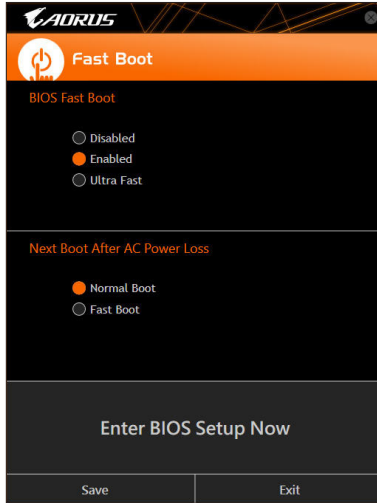 AORUS
Fast Boot
BIOS Fast Boot
Disabled
Enabled
Ultra Fast
Next Boot After AC Power Loss
Normal Boot
Fast Boot
Enter BIOS Setup Now
Save Exit